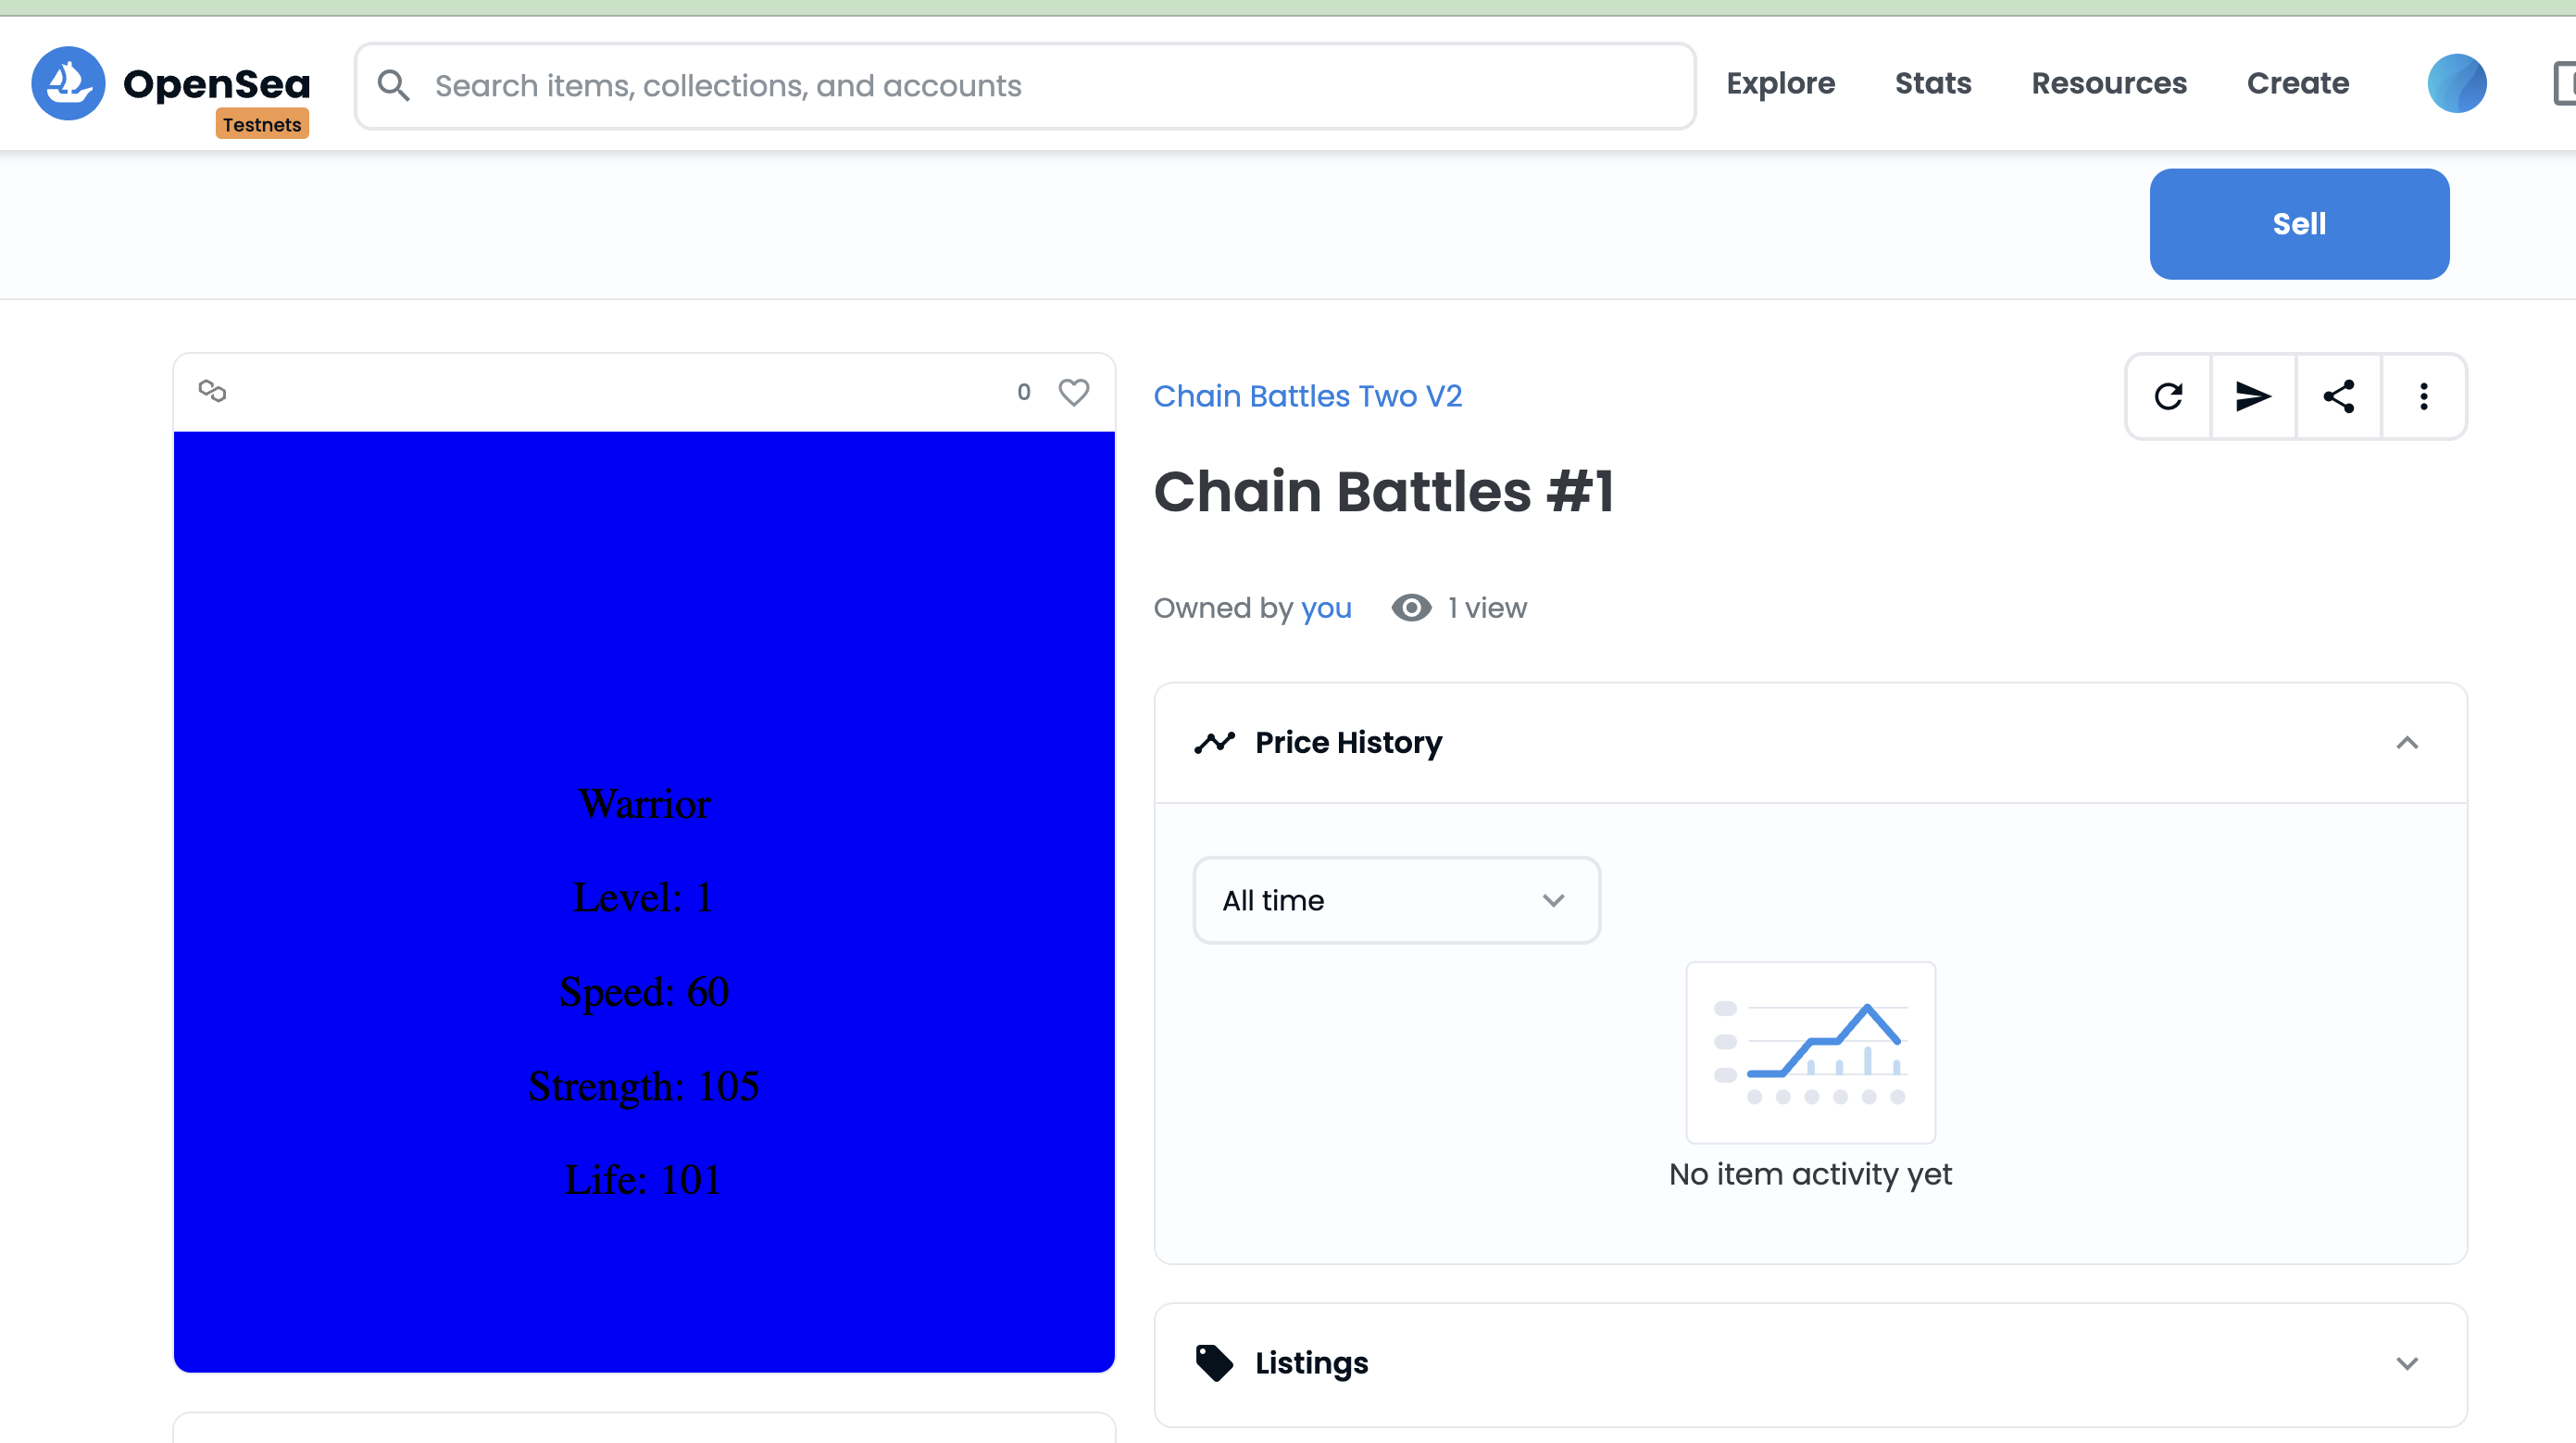 OpenSea
Testnets
Search items, collections, and accounts
Explore
Stats
Resources
Create
Sell
0
Chain Battles Two V2
Chain Battles #1
Owned by you
1 view
Price History
All time
No item activity yet
Listings
Warrior
Level: 1
Speed: 60
Strength: 105
Life: 101